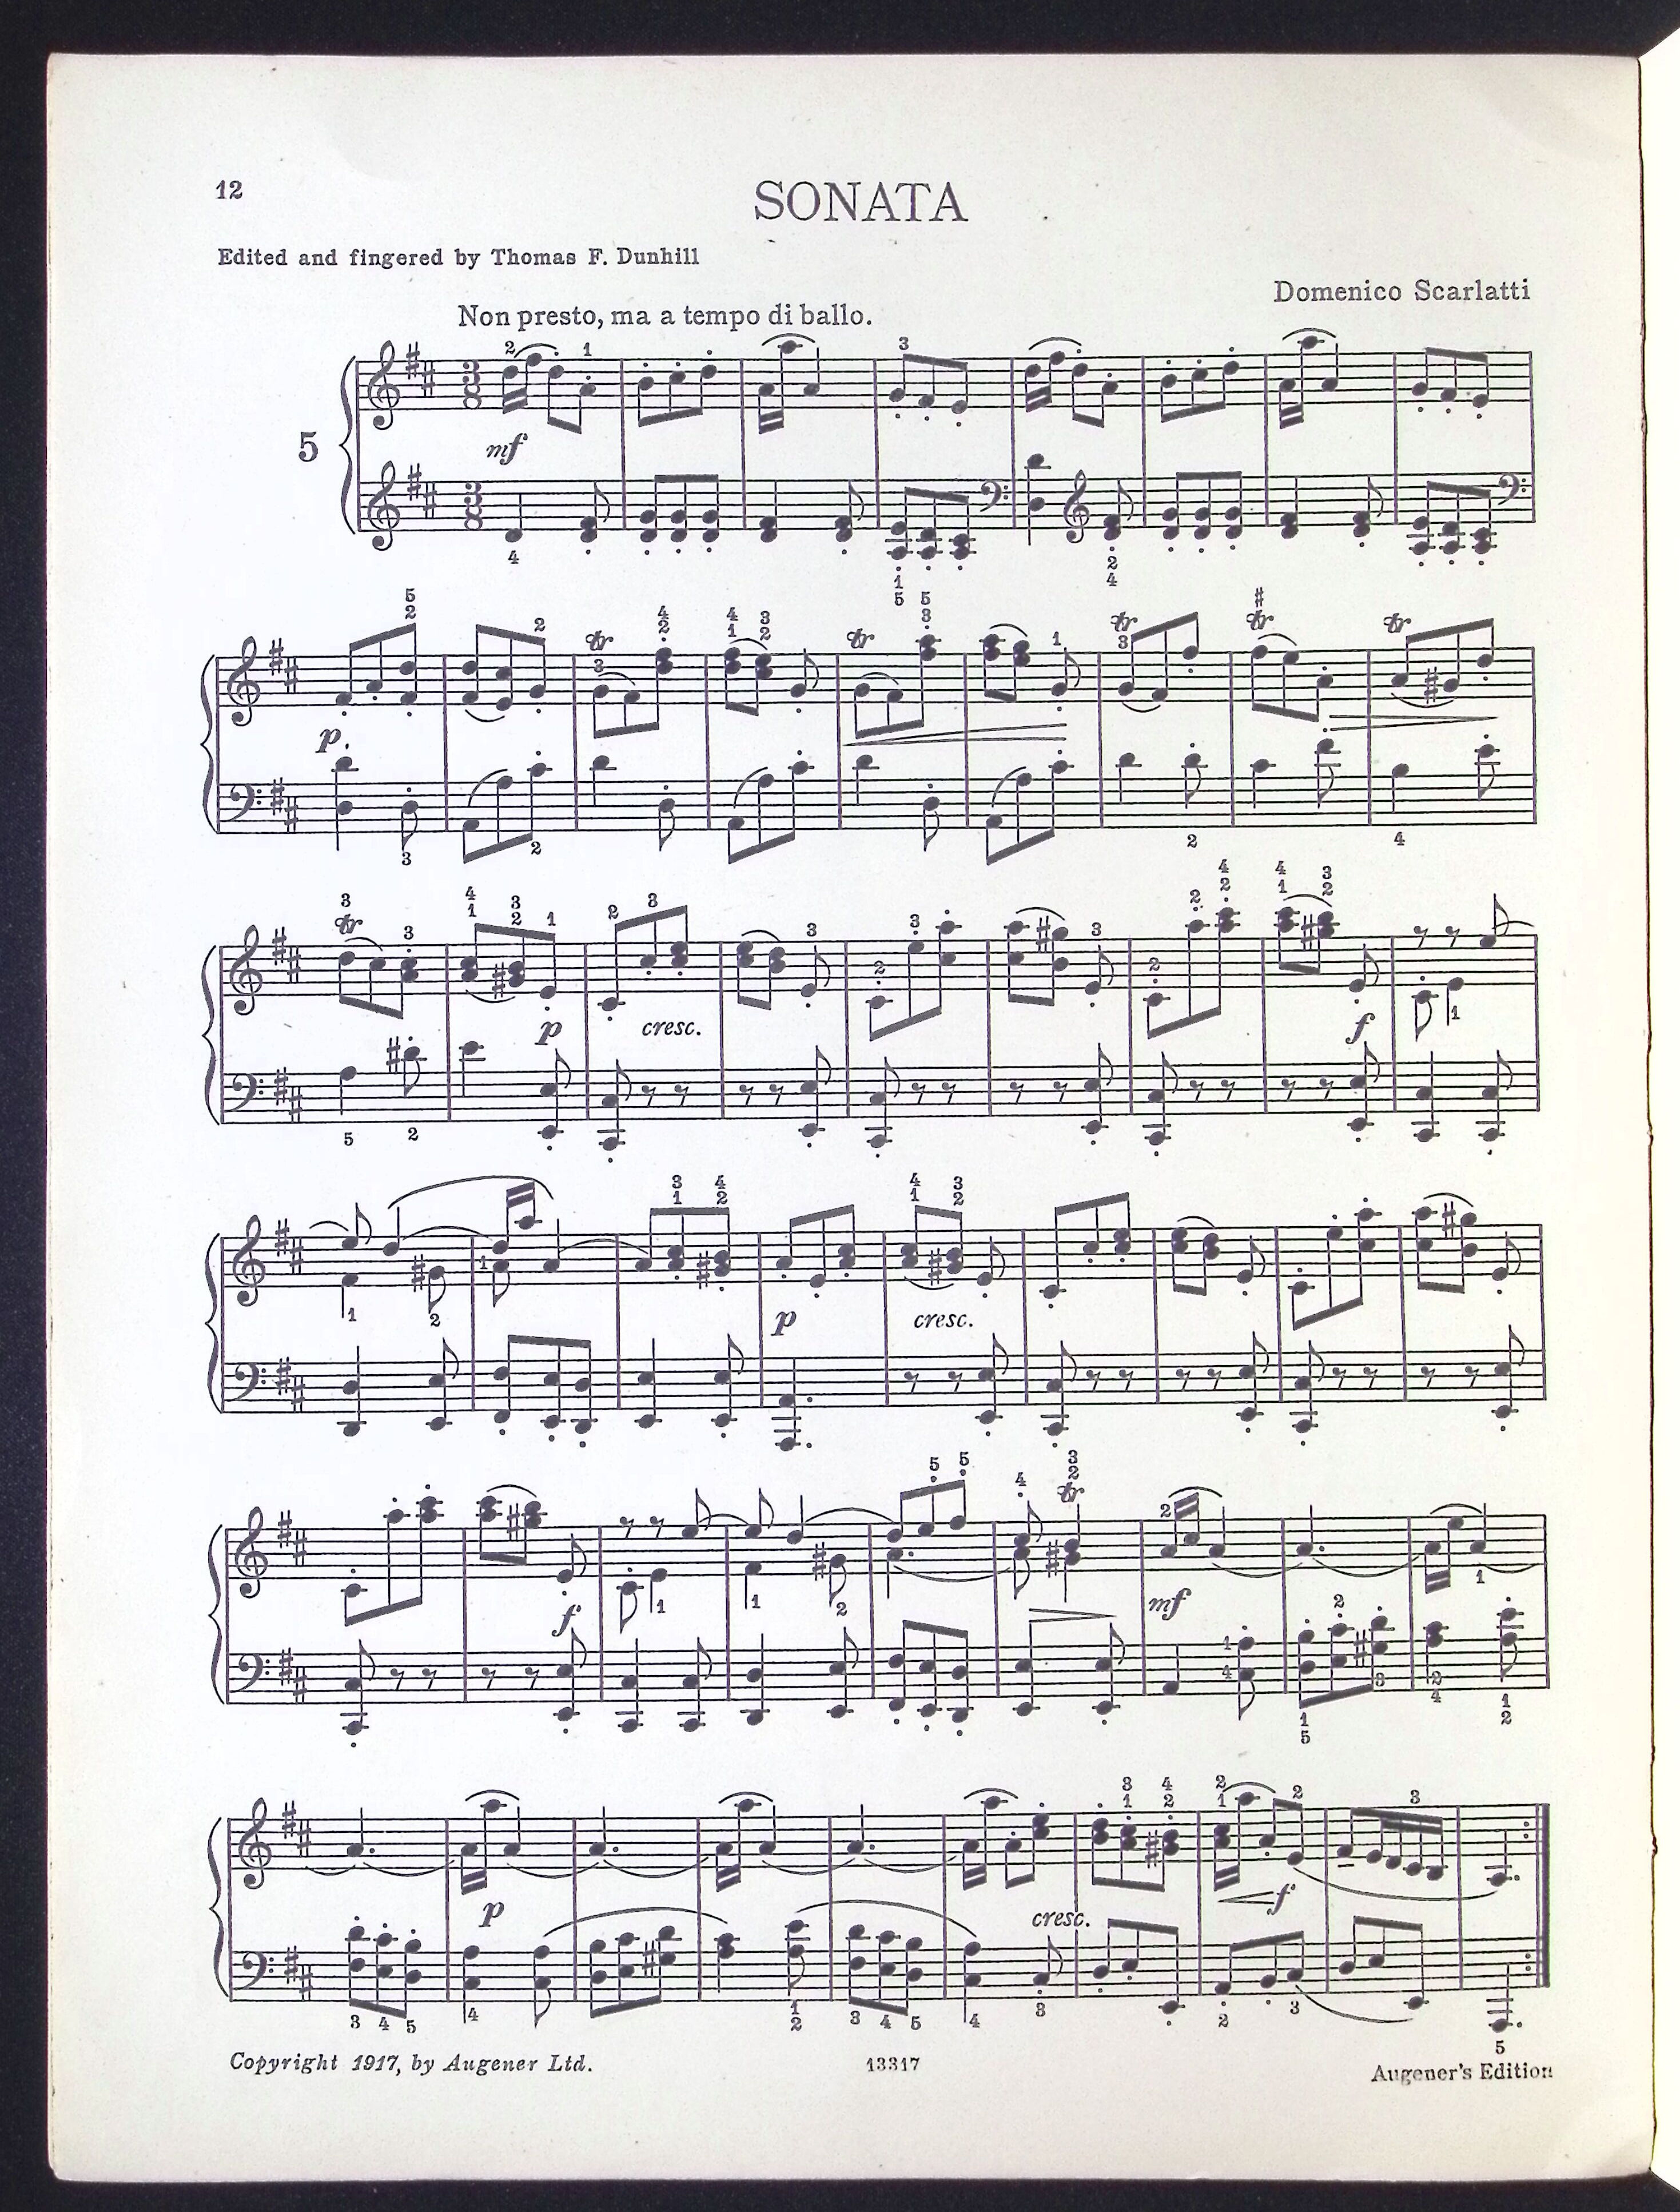 12
SONATA
Edited and fingered by Thomas F. Dunhill
Domenico Scarlatti
Non presto, ma a tempo di ballo.
5
mf
p
p
cresc.
f
p
cresc.
f
mf
p
cresc.
f
Copyright 1917, by Augener Ltd.
13317
Augener's Edition